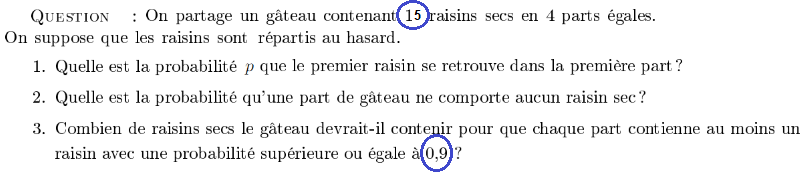 QUESTION : On partage un gâteau contenant 15 raisins secs en 4 parts égales.
On suppose que les raisins sont répartis au hasard.
1. Quelle est la probabilité p que le premier raisin se retrouve dans la première part ?
2. Quelle est la probabilité qu'une part de gâteau ne comporte aucun raisin sec ?
3. Combien de raisins secs le gâteau devrait-il contenir pour que chaque part contienne au moins un
raisin avec une probabilité supérieure ou égale à 0,9 ?